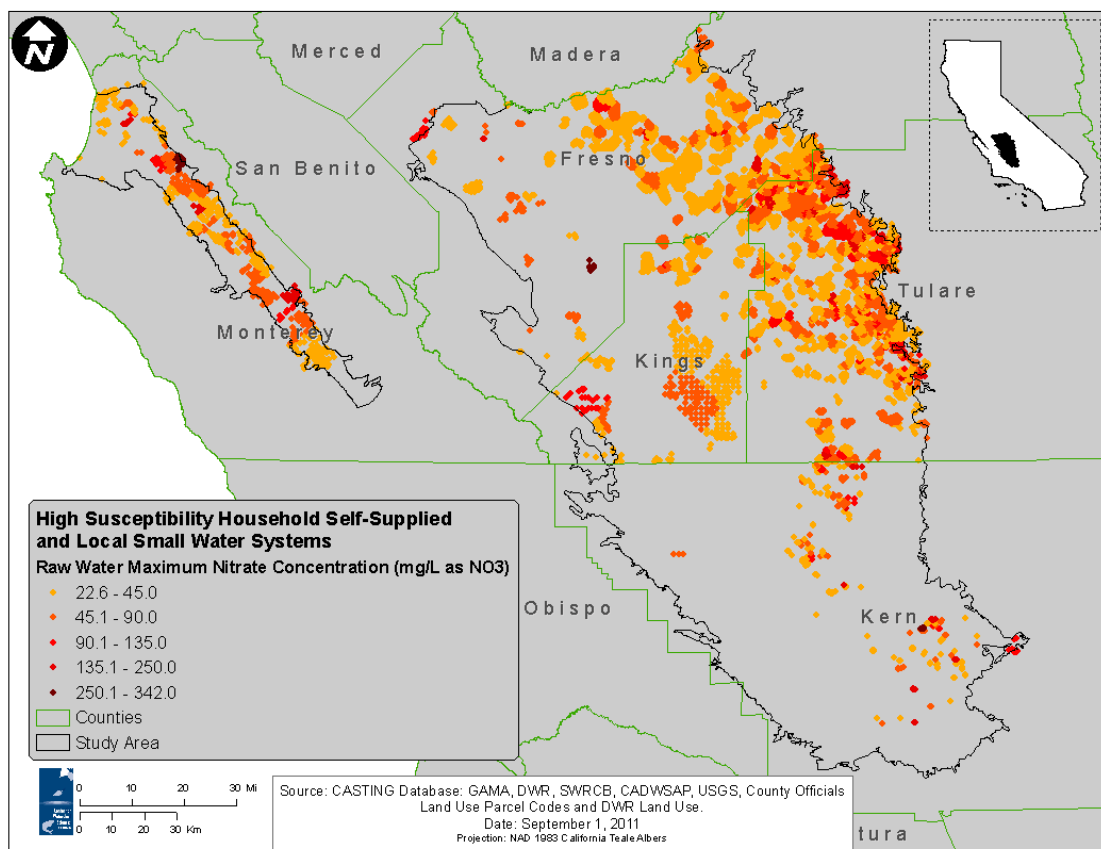 N
Merced
Madera
San Benito
Fresno
Tulare
Monterey
Kings
Obispo
Kern
tura
High Susceptibility Household Self-Supplied
and Local Small Water Systems
Raw Water Maximum Nitrate Concentration (mg/L as NO3)
22.6 - 45.0
45.1 - 90.0
90.1 - 135.0
135.1 - 250.0
250.1 - 342.0
Counties
Study Area
0 10 20 30 Mi
0 10 20 30 Km
Source: CASTING Database: GAMA, DWR, SWRCB, CADWSAP, USGS, County Officials
Land Use Parcel Codes and DWR Land Use.
Date: September 1, 2011
Projection: NAD 1983 California Teale Albers